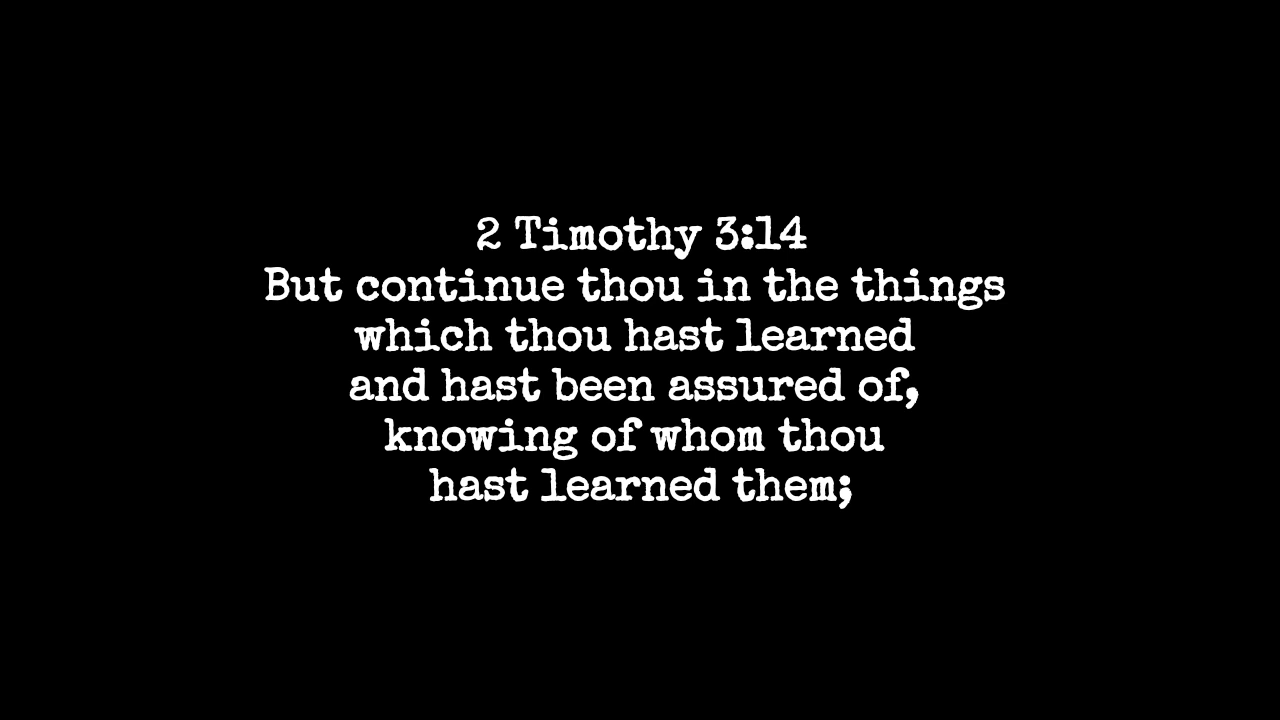 2 Timothy 3:14
But continue thou in the things
which thou hast learned
and hast been assured of,
knowing of whom thou
hast learned them;